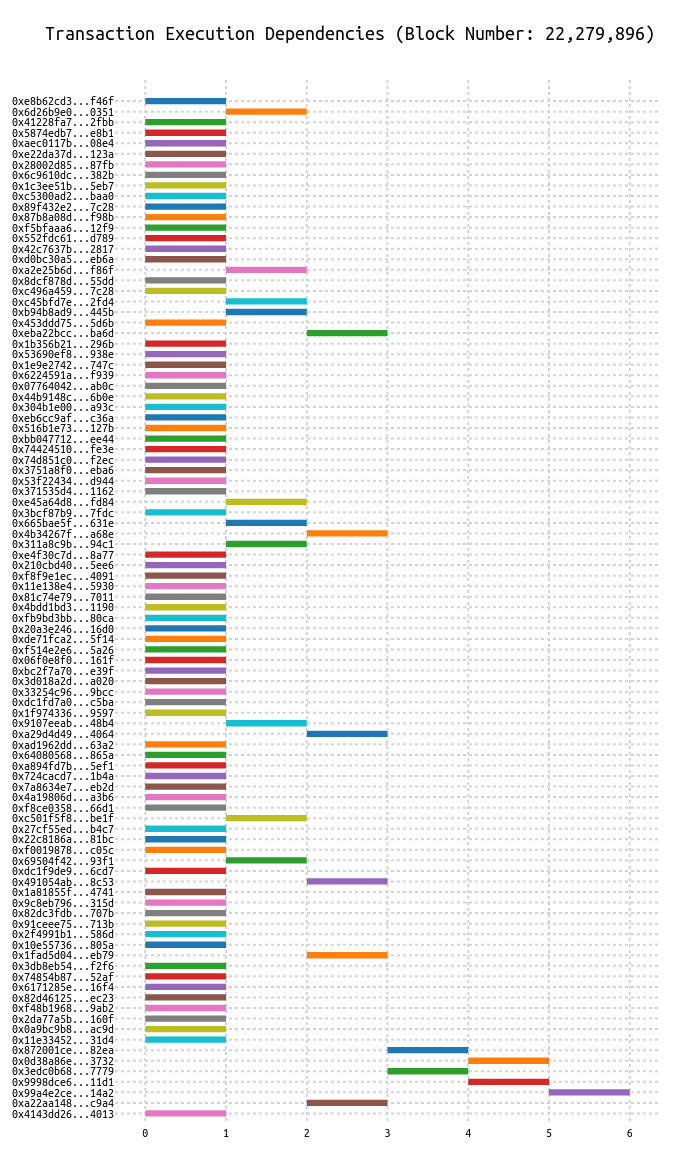 Transaction Execution Dependencies (Block Number: 22,279,896)
0xe8b62cd3...f46f
0x6d26b9e0...0351
0x41228fa7...2fbb
0x5874edb7...e8b1
0xaec0117b...08e4
0xe22da37d...123a
0x28002d85...87fb
0x6c9610dc...382b
0x1c3ee51b...5eb7
0xc5300ad2...baa0
0x89f432e2...7c28
0x87b8a08d...f98b
0xf5bfaaa6...12f9
0x552fdc61...d789
0x42c7637b...2817
0xd0bc30a5...eb6a
0xa2e25b6d...f86f
0x8dcf878d...55dd
0xc496a459...7c28
0xc45bfd7e...2fd4
0xb94b8ad9...445b
0x453ddd75...5d6b
0xeba22bcc...ba6d
0x1b356b21...296b
0x53690ef8...938e
0x1e9e2742...747c
0x6224591a...f939
0x07764042...ab0c
0x44b9148c...6b0e
0x304b1e00...a93c
0xeb6cc9af...c36a
0x516b1e73...127b
0xbb047712...ee44
0x74424510...fe3e
0x74d851c0...f2ec
0x3751a8f0...eba6
0x53f22434...d944
0x371535d4...1162
0xe45a64d8...fd84
0x3bcf87b9...7fdc
0x665bae5f...631e
0x4b34267f...a68e
0x311a8c9b...94c1
0xe4f30c7d...8a77
0x210cbd40...5ee6
0xf8f9e1ec...4091
0x11e138e4...5930
0x81c74e79...7011
0x4bdd1bd3...1190
0xfb9bd3bb...80ca
0x20a3e246...16d0
0xde71fca2...5f14
0xf514e2e6...5a26
0x06f0e8f0...161f
0xbc2f7a70...e39f
0x3d018a2d...a020
0x33254c96...9bcc
0xdc1fd7a0...c5ba
0x1f974336...9597
0x9107eeab...48b4
0xa29d4d49...4064
0xad1962dd...63a2
0x64080568...865a
0xa894fd7b...5ef1
0x724cacd7...1b4a
0x7a8634e7...eb2d
0x4a19806d...a3b6
0xf8ce0358...66d1
0xc501f5f8...be1f
0x27cf55ed...b4c7
0x22c8186a...81bc
0xf0019878...c05c
0x69504f42...93f1
0xdc1f9de9...6cd7
0x491054ab...8c53
0x1a81855f...4741
0x9c8eb796...315d
0x82dc3fdb...707b
0x91ceee75...713b
0x2f4991b1...586d
0x10e55736...805a
0x1fad5d04...eb79
0x3db8eb54...f2f6
0x74854b87...52af
0x6171285e...16f4
0x82d46125...ec23
0xf48b1968...9ab2
0x2da77a5b...160f
0x0a9bc9b8...ac9d
0x11e33452...31d4
0x872001ce...82ea
0x0d38a86e...3732
0x3edc0b68...7779
0x9998dce6...11d1
0x99a4e2ce...14a2
0xa22aa148...c9a4
0x4143dd26...4013
0 1 2 3 4 5 6